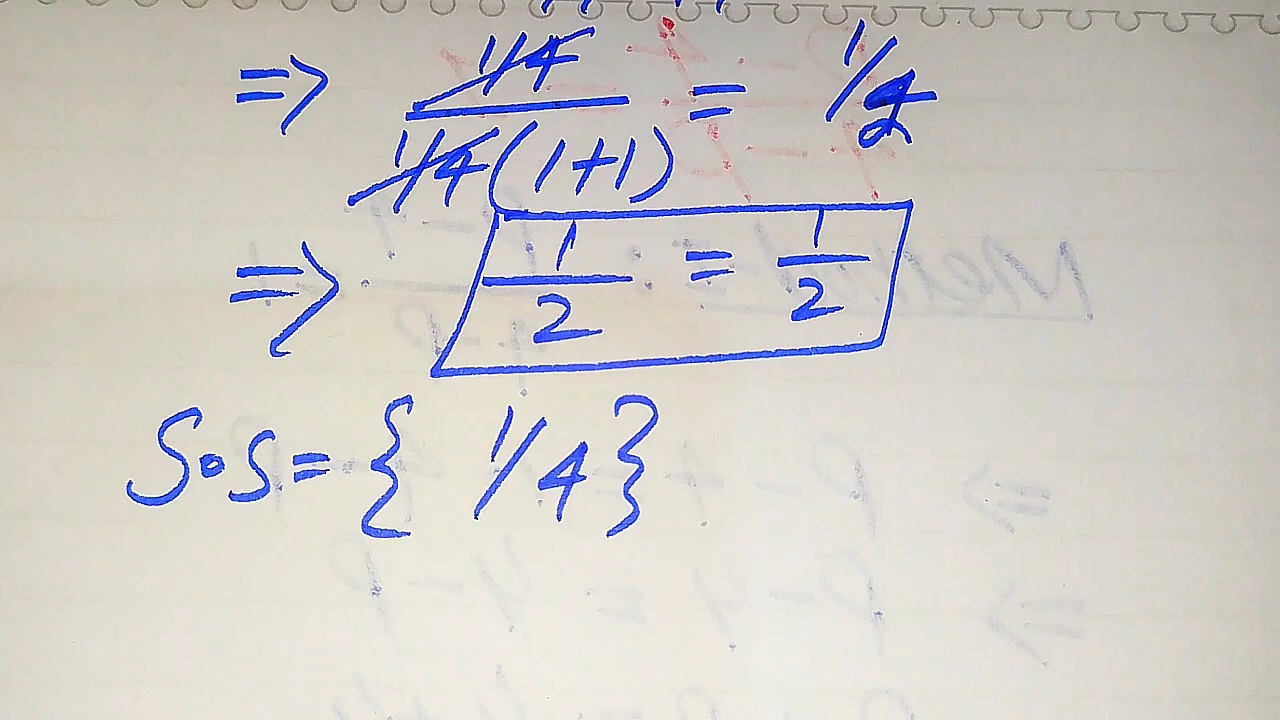 => 1/4 / 1/4(1+1) = 1/2
=> 1/2 = 1/2
S.S = { 1/4 }